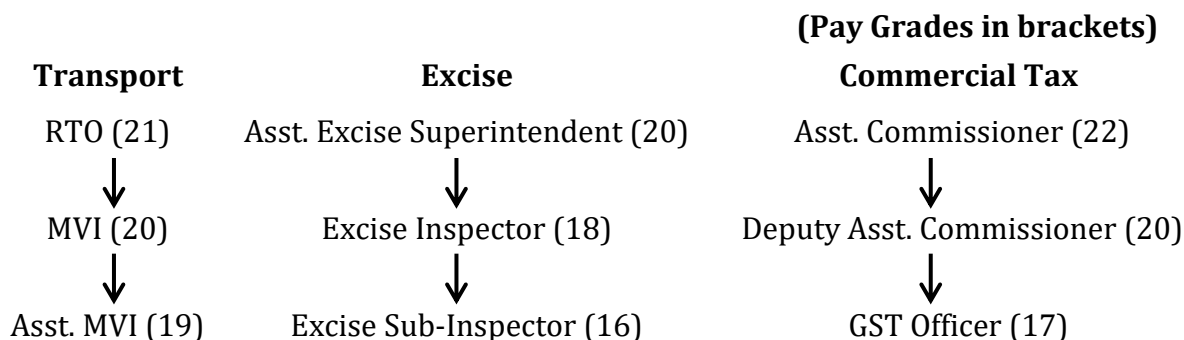 (Pay Grades in brackets)
Transport Excise Commercial Tax
RTO (21) Asst. Excise Superintendent (20) Asst. Commissioner (22)
MVI (20) Excise Inspector (18) Deputy Asst. Commissioner (20)
Asst. MVI (19) Excise Sub-Inspector (16) GST Officer (17)